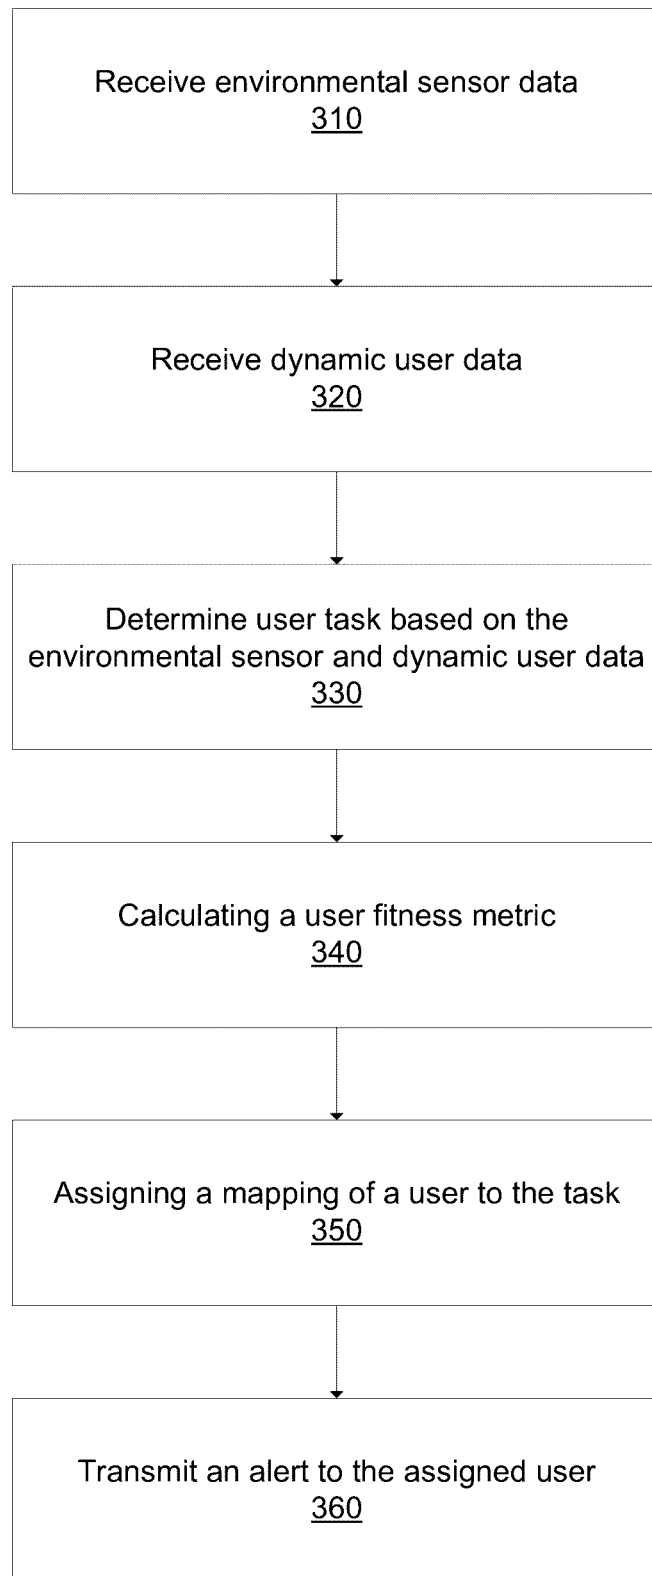 Receive environmental sensor data
310
Receive dynamic user data
320
Determine user task based on the
environmental sensor and dynamic user data
330
Calculating a user fitness metric
340
Assigning a mapping of a user to the task
350
Transmit an alert to the assigned user
360